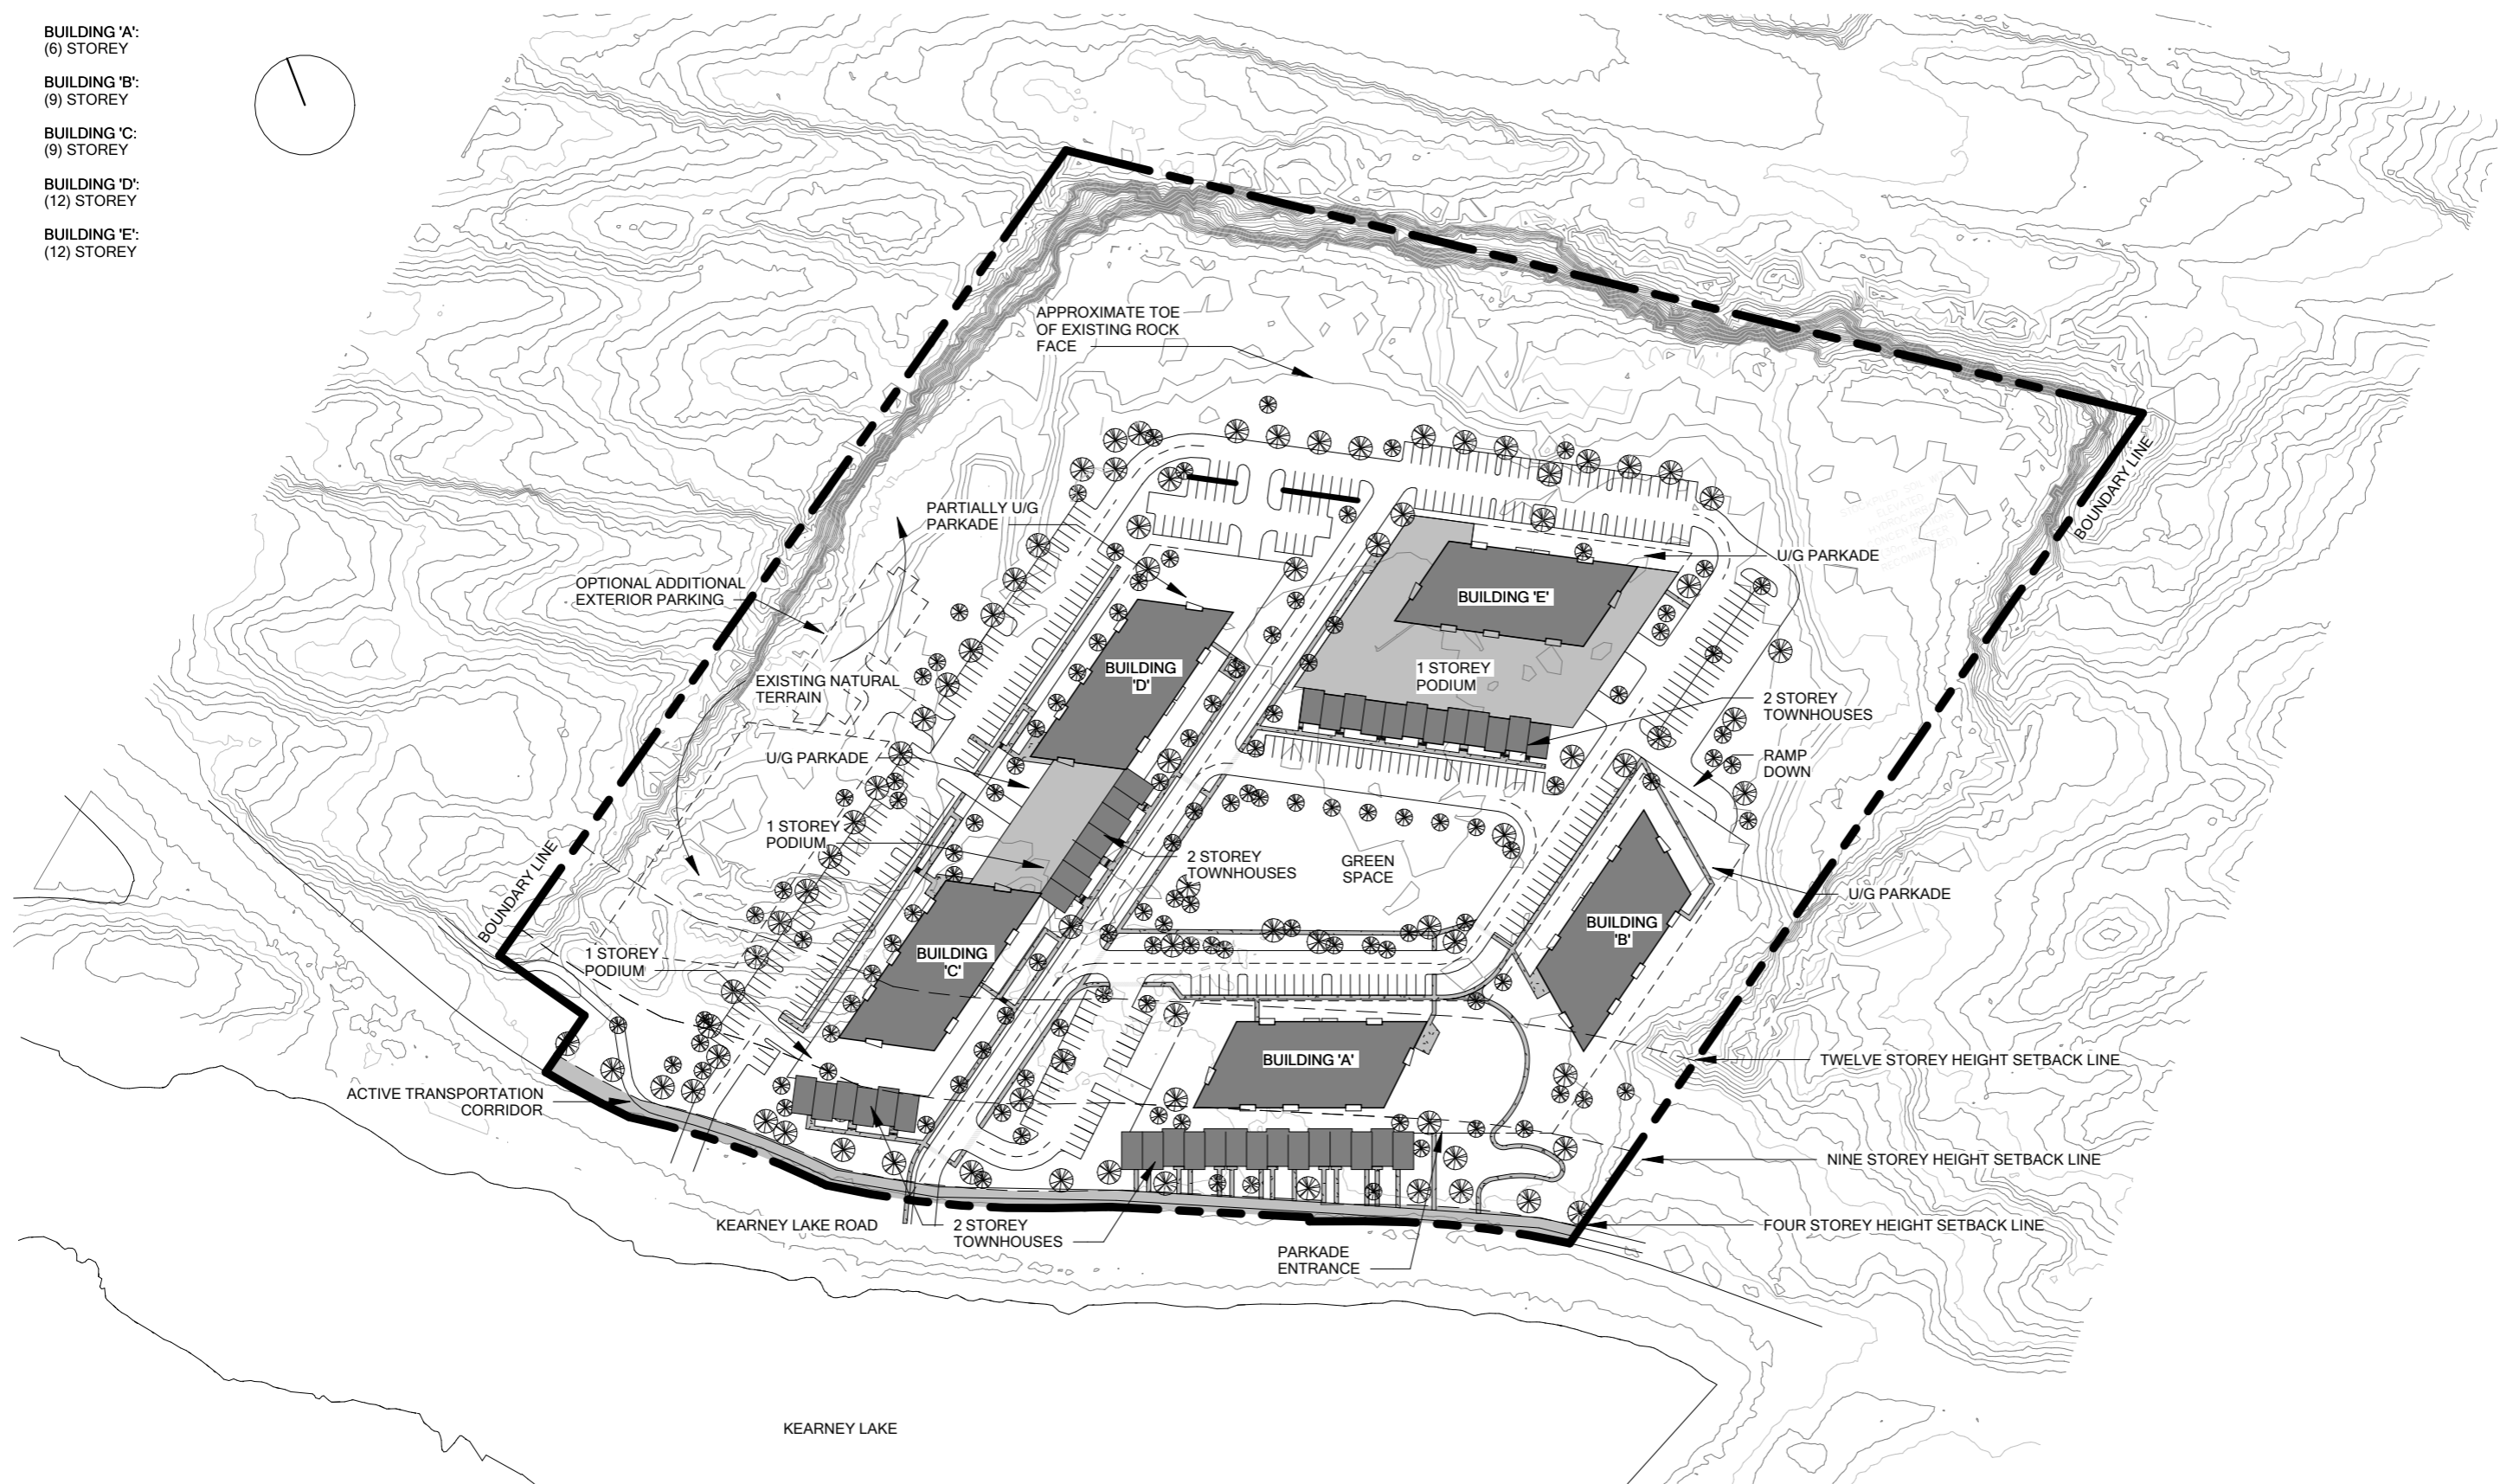 BUILDING 'A':
(6) STOREY
BUILDING 'B':
(9) STOREY
BUILDING 'C:
(9) STOREY
BUILDING 'D':
(12) STOREY
BUILDING 'E':
(12) STOREY
APPROXIMATE TOE
OF EXISTING ROCK
FACE
BOUNDARY LINE
PARTIALLY U/G
PARKADE
U/G PARKADE
OPTIONAL ADDITIONAL
EXTERIOR PARKING
BUILDING 'E'
BUILDING
'D'
1 STOREY
PODIUM
EXISTING NATURAL
TERRAIN
2 STOREY
TOWNHOUSES
U/G PARKADE
RAMP
DOWN
1 STOREY
PODIUM
2 STOREY
TOWNHOUSES
GREEN
SPACE
BOUNDARY LINE
U/G PARKADE
BUILDING
'B'
1 STOREY
PODIUM
BUILDING
'C'
BUILDING 'A'
TWELVE STOREY HEIGHT SETBACK LINE
ACTIVE TRANSPORTATION
CORRIDOR
NINE STOREY HEIGHT SETBACK LINE
KEARNEY LAKE ROAD
2 STOREY
TOWNHOUSES
FOUR STOREY HEIGHT SETBACK LINE
PARKADE
ENTRANCE
KEARNEY LAKE